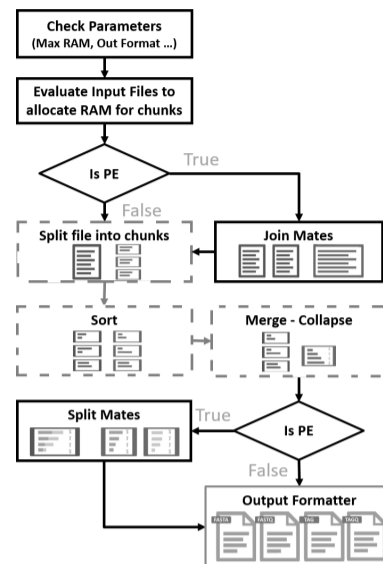 Check Parameters
(Max RAM, Out Format ...)
Evaluate Input Files to
allocate RAM for chunks
Is PE
True
False
Split file into chunks
Join Mates
Sort
Merge - Collapse
Split Mates
True
Is PE
False
Output Formatter
FASTA
FASTQ
TAG
TAGQ